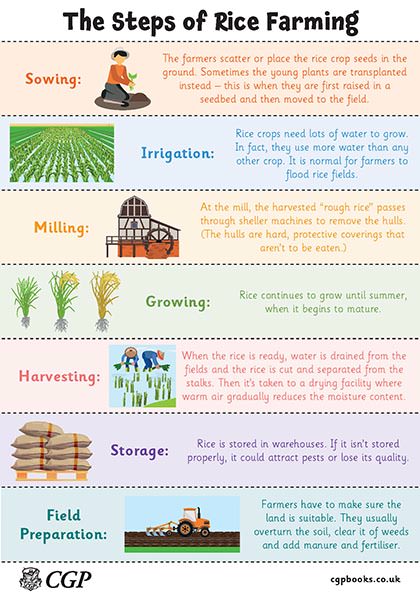 The Steps of Rice Farming
Sowing:
The farmers scatter or place the rice crop seeds in the
ground. Sometimes the young plants are transplanted
instead – this is when they are first raised in a
seedbed and then moved to the field.
Irrigation:
Rice crops need lots of water to grow.
In fact, they use more water than any
other crop. It is normal for farmers to
flood rice fields.
Milling:
At the mill, the harvested “rough rice” passes
through sheller machines to remove the hulls.
(The hulls are hard, protective coverings that
aren’t to be eaten.)
Growing:
Rice continues to grow until summer,
when it begins to mature.
Harvesting:
When the rice is ready, water is drained from the
fields and the rice is cut and separated from the
stalks. Then it’s taken to a drying facility where
warm air gradually reduces the moisture content.
Storage:
Rice is stored in warehouses. If it isn’t stored
properly, it could attract pests or lose its quality.
Field
Preparation:
Farmers have to make sure the
land is suitable. They usually
overturn the soil, clear it of weeds
and add manure and fertiliser.
CGP
cgpbooks.co.uk